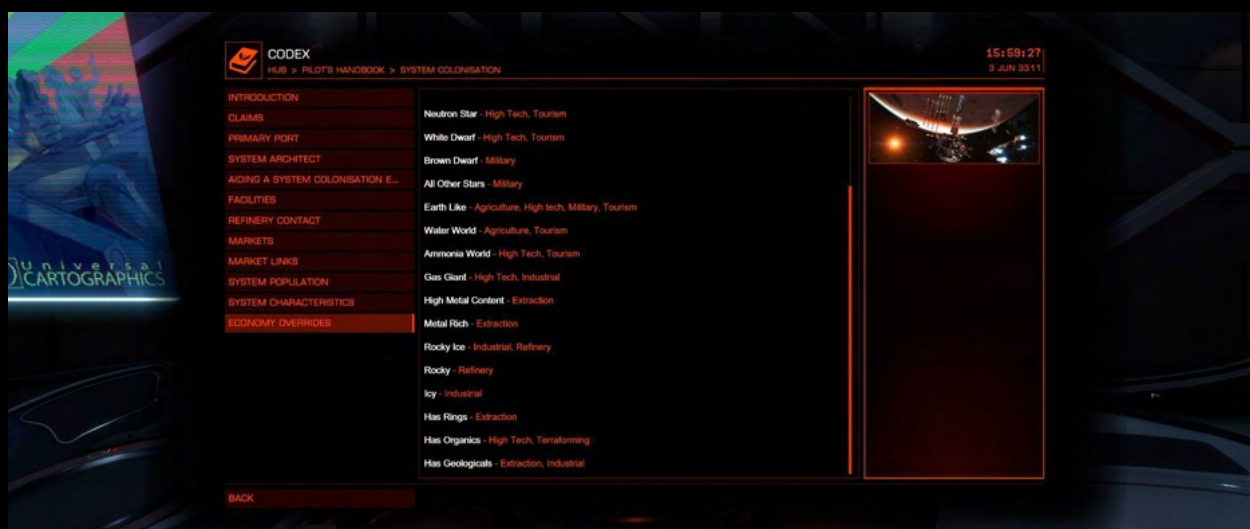 CODEX
HUB > PILOT'S HANDBOOK > SYSTEM COLONISATION
15:59:27
3 JUN 3311
INTRODUCTION
CLAIMS
PRIMARY PORT
SYSTEM ARCHITECT
AIDING A SYSTEM COLONISATION E...
FACILITIES
REFINERY CONTACT
MARKETS
MARKET LINKS
SYSTEM POPULATION
SYSTEM CHARACTERISTICS
ECONOMY OVERRIDES
Neutron Star - High Tech, Tourism
White Dwarf - High Tech, Tourism
Brown Dwarf - Military
All Other Stars - Military
Earth Like - Agriculture, High tech, Military, Tourism
Water World - Agriculture, Tourism
Ammonia World - High Tech, Tourism
Gas Giant - High Tech, Industrial
High Metal Content - Extraction
Metal Rich - Extraction
Rocky Ice - Industrial, Refinery
Rocky - Refinery
Icy - Industrial
Has Rings - Extraction
Has Organics - High Tech, Terraforming
Has Geologicals - Extraction, Industrial
BACK
Universal
CARTOGRAPHICS